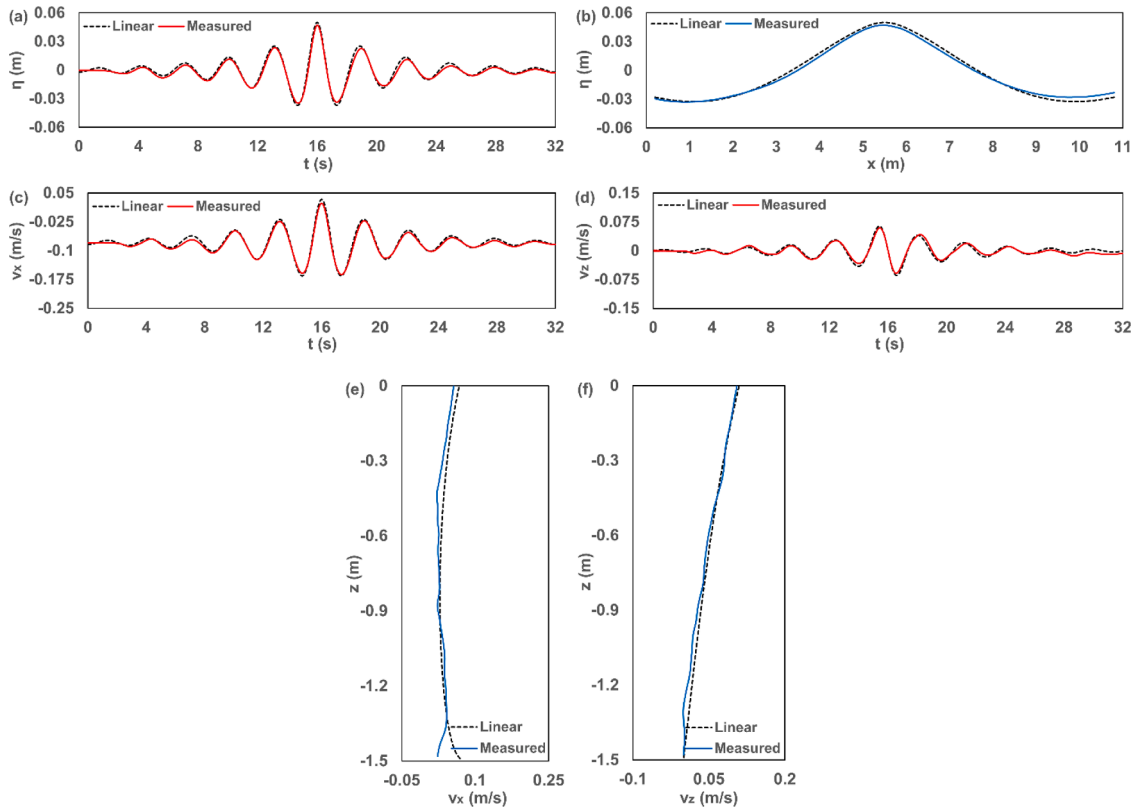 (a)
0.06
0.03
0
-0.03
-0.06
η (m)
Linear
Measured
0 4 8 12 16 20 24 28 32
t (s)
(b)
0.06
0.03
0
-0.03
-0.06
η (m)
Linear
Measured
0 1 2 3 4 5 6 7 8 9 10 11
x (m)
(c)
0.05
-0.025
-0.1
-0.175
-0.25
vx (m/s)
Linear
Measured
0 4 8 12 16 20 24 28 32
t (s)
(d)
0.15
0.075
0
-0.075
-0.15
vz (m/s)
Linear
Measured
0 4 8 12 16 20 24 28 32
t (s)
(e)
0
-0.3
-0.6
-0.9
-1.2
-1.5
z (m)
Linear
Measured
-0.05 0.1 0.25
vx (m/s)
(f)
0
-0.3
-0.6
-0.9
-1.2
-1.5
z (m)
Linear
Measured
-0.1 0.05 0.2
vz (m/s)